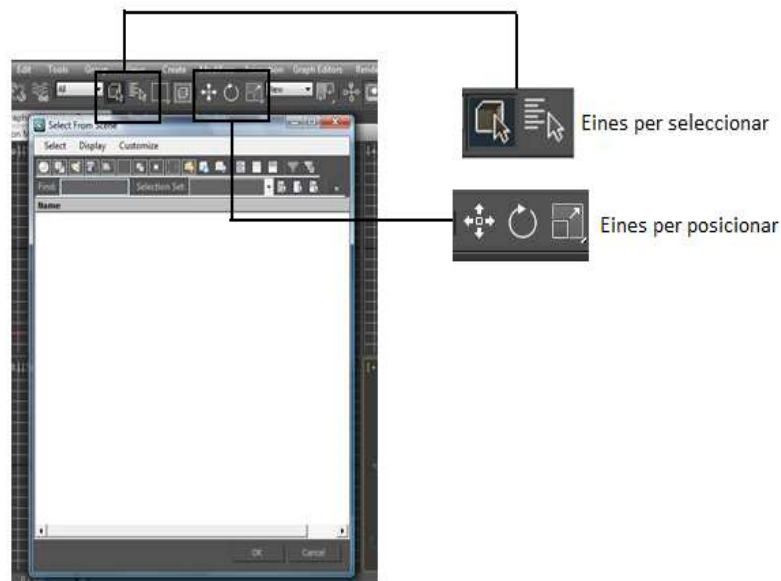 Edit Tools Create Graph Editors
All
Select From Scene
Select Display Customize
Find: Selection Set:
Name
OK Cancel
Eines per seleccionar
Eines per posicionar